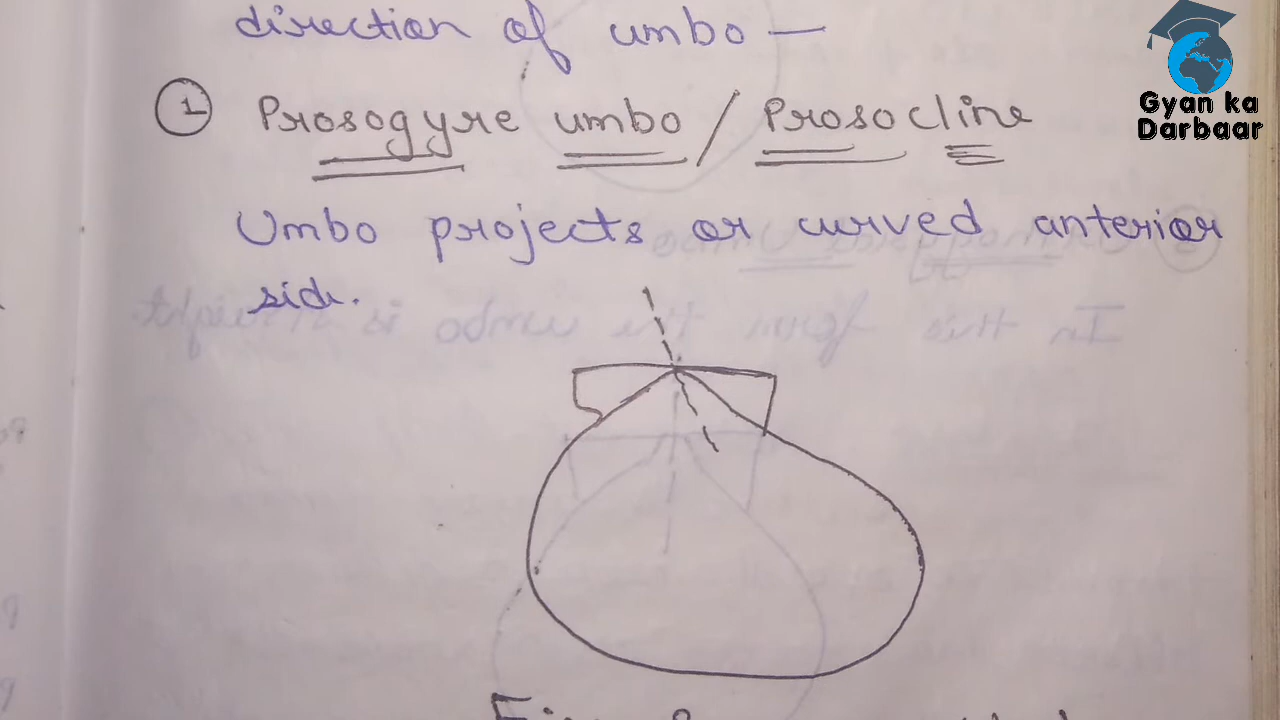 direction of umbo —
Gyan ka
Darbaar
① Prosogyre umbo / Prosocline
Umbo projects or curved anterior
side.